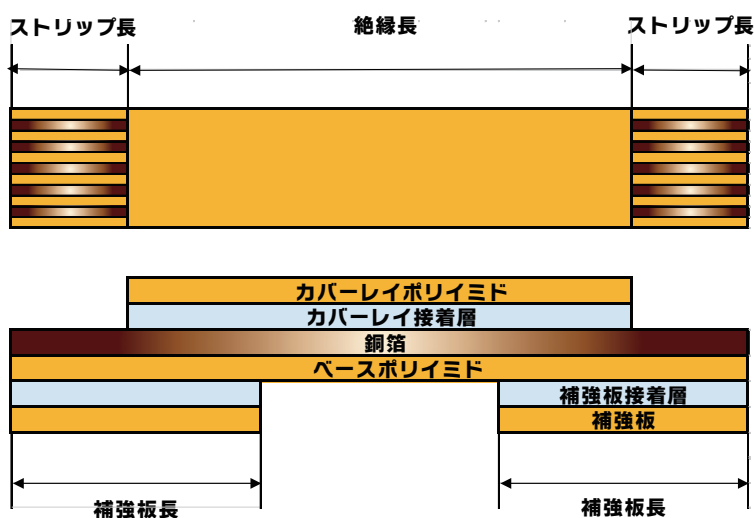 ストリップ長
絶縁長
ストリップ長
カバーレイポリイミド
カバーレイ接着層
銅箔
ベースポリイミド
補強板接着層
補強板
補強板長
補強板長